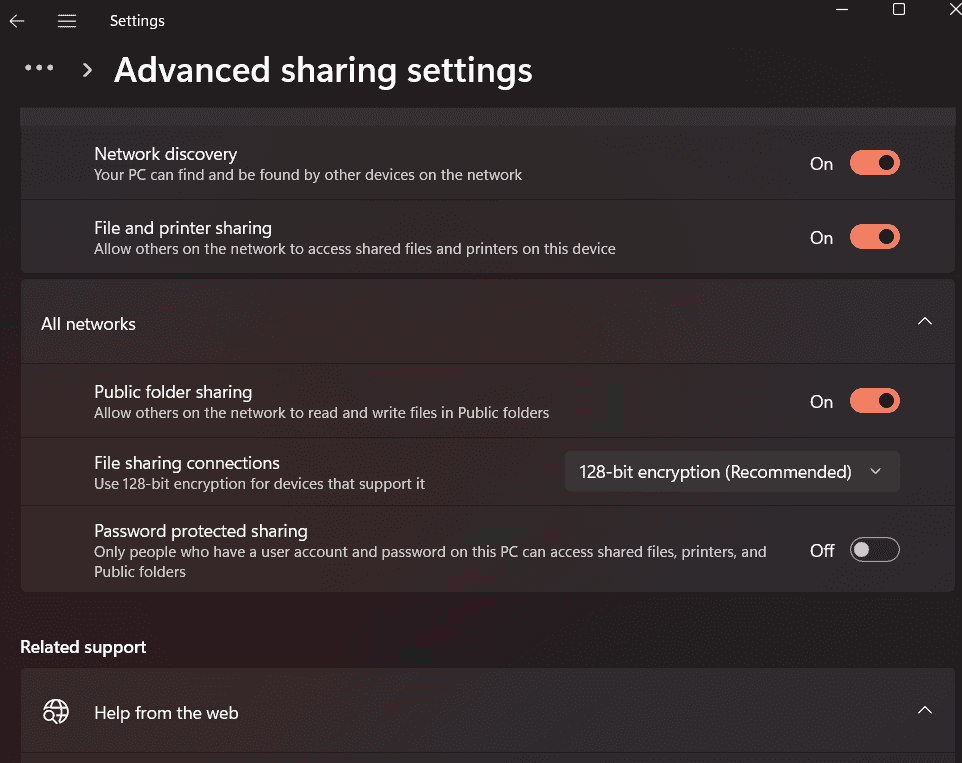 Settings
••• > Advanced sharing settings
Network discovery
Your PC can find and be found by other devices on the network
On
File and printer sharing
Allow others on the network to access shared files and printers on this device
On
All networks
Public folder sharing
Allow others on the network to read and write files in Public folders
On
File sharing connections
Use 128-bit encryption for devices that support it
128-bit encryption (Recommended)
Password protected sharing
Only people who have a user account and password on this PC can access shared files, printers, and
Public folders
Off
Related support
Help from the web